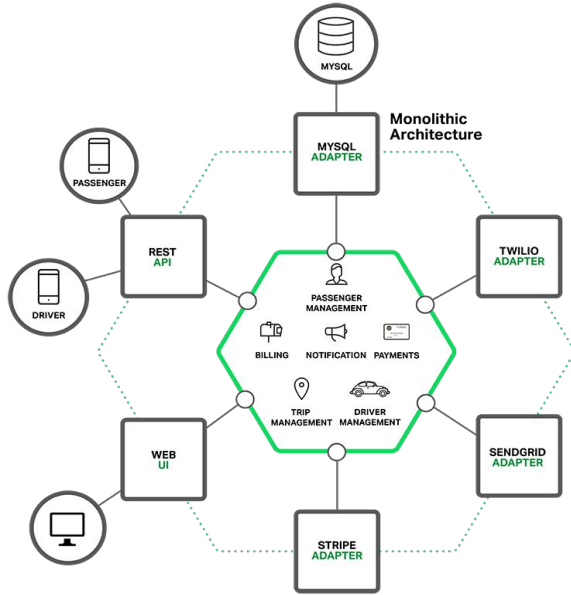 MYSQL
Monolithic
Architecture
MYSQL
ADAPTER
PASSENGER
REST
API
TWILIO
ADAPTER
DRIVER
PASSENGER
MANAGEMENT
BILLING
NOTIFICATION
PAYMENTS
TRIP
MANAGEMENT
DRIVER
MANAGEMENT
WEB
UI
SENDGRID
ADAPTER
STRIPE
ADAPTER